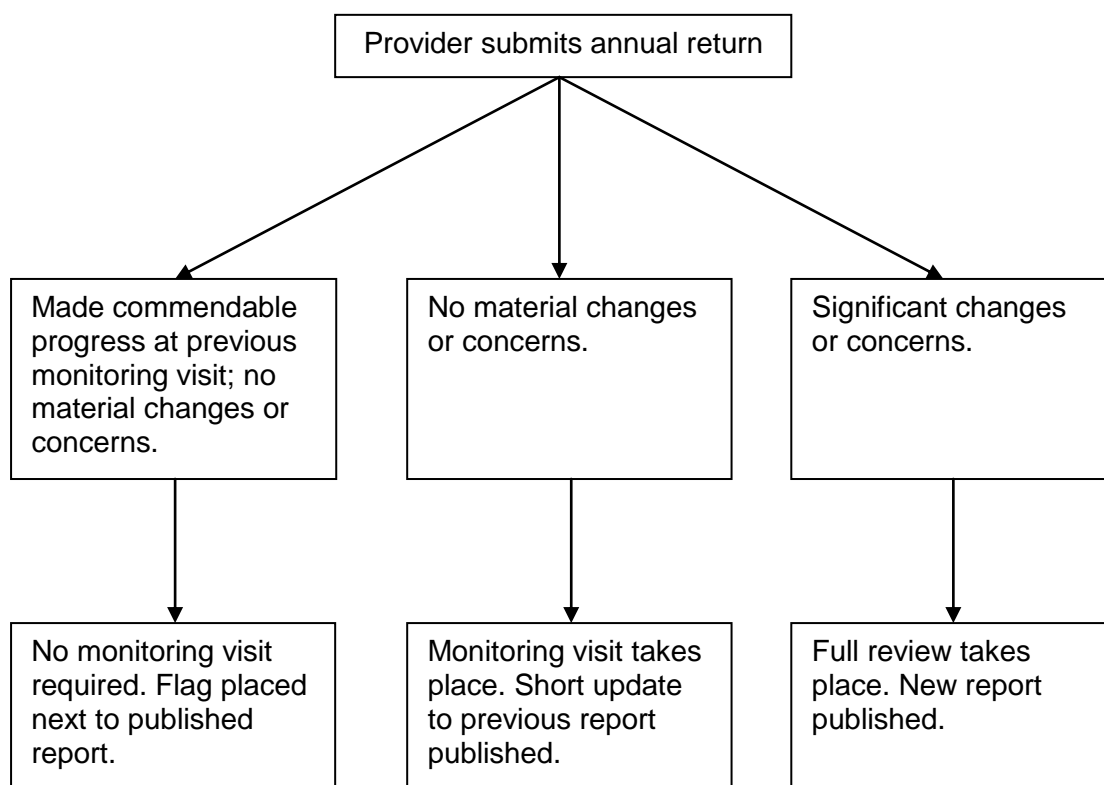 Provider submits annual return
Made commendable
progress at previous
monitoring visit; no
material changes or
concerns.
No material changes
or concerns.
Significant changes
or concerns.
No monitoring visit
required. Flag placed
next to published
report.
Monitoring visit takes
place. Short update
to previous report
published.
Full review takes
place. New report
published.